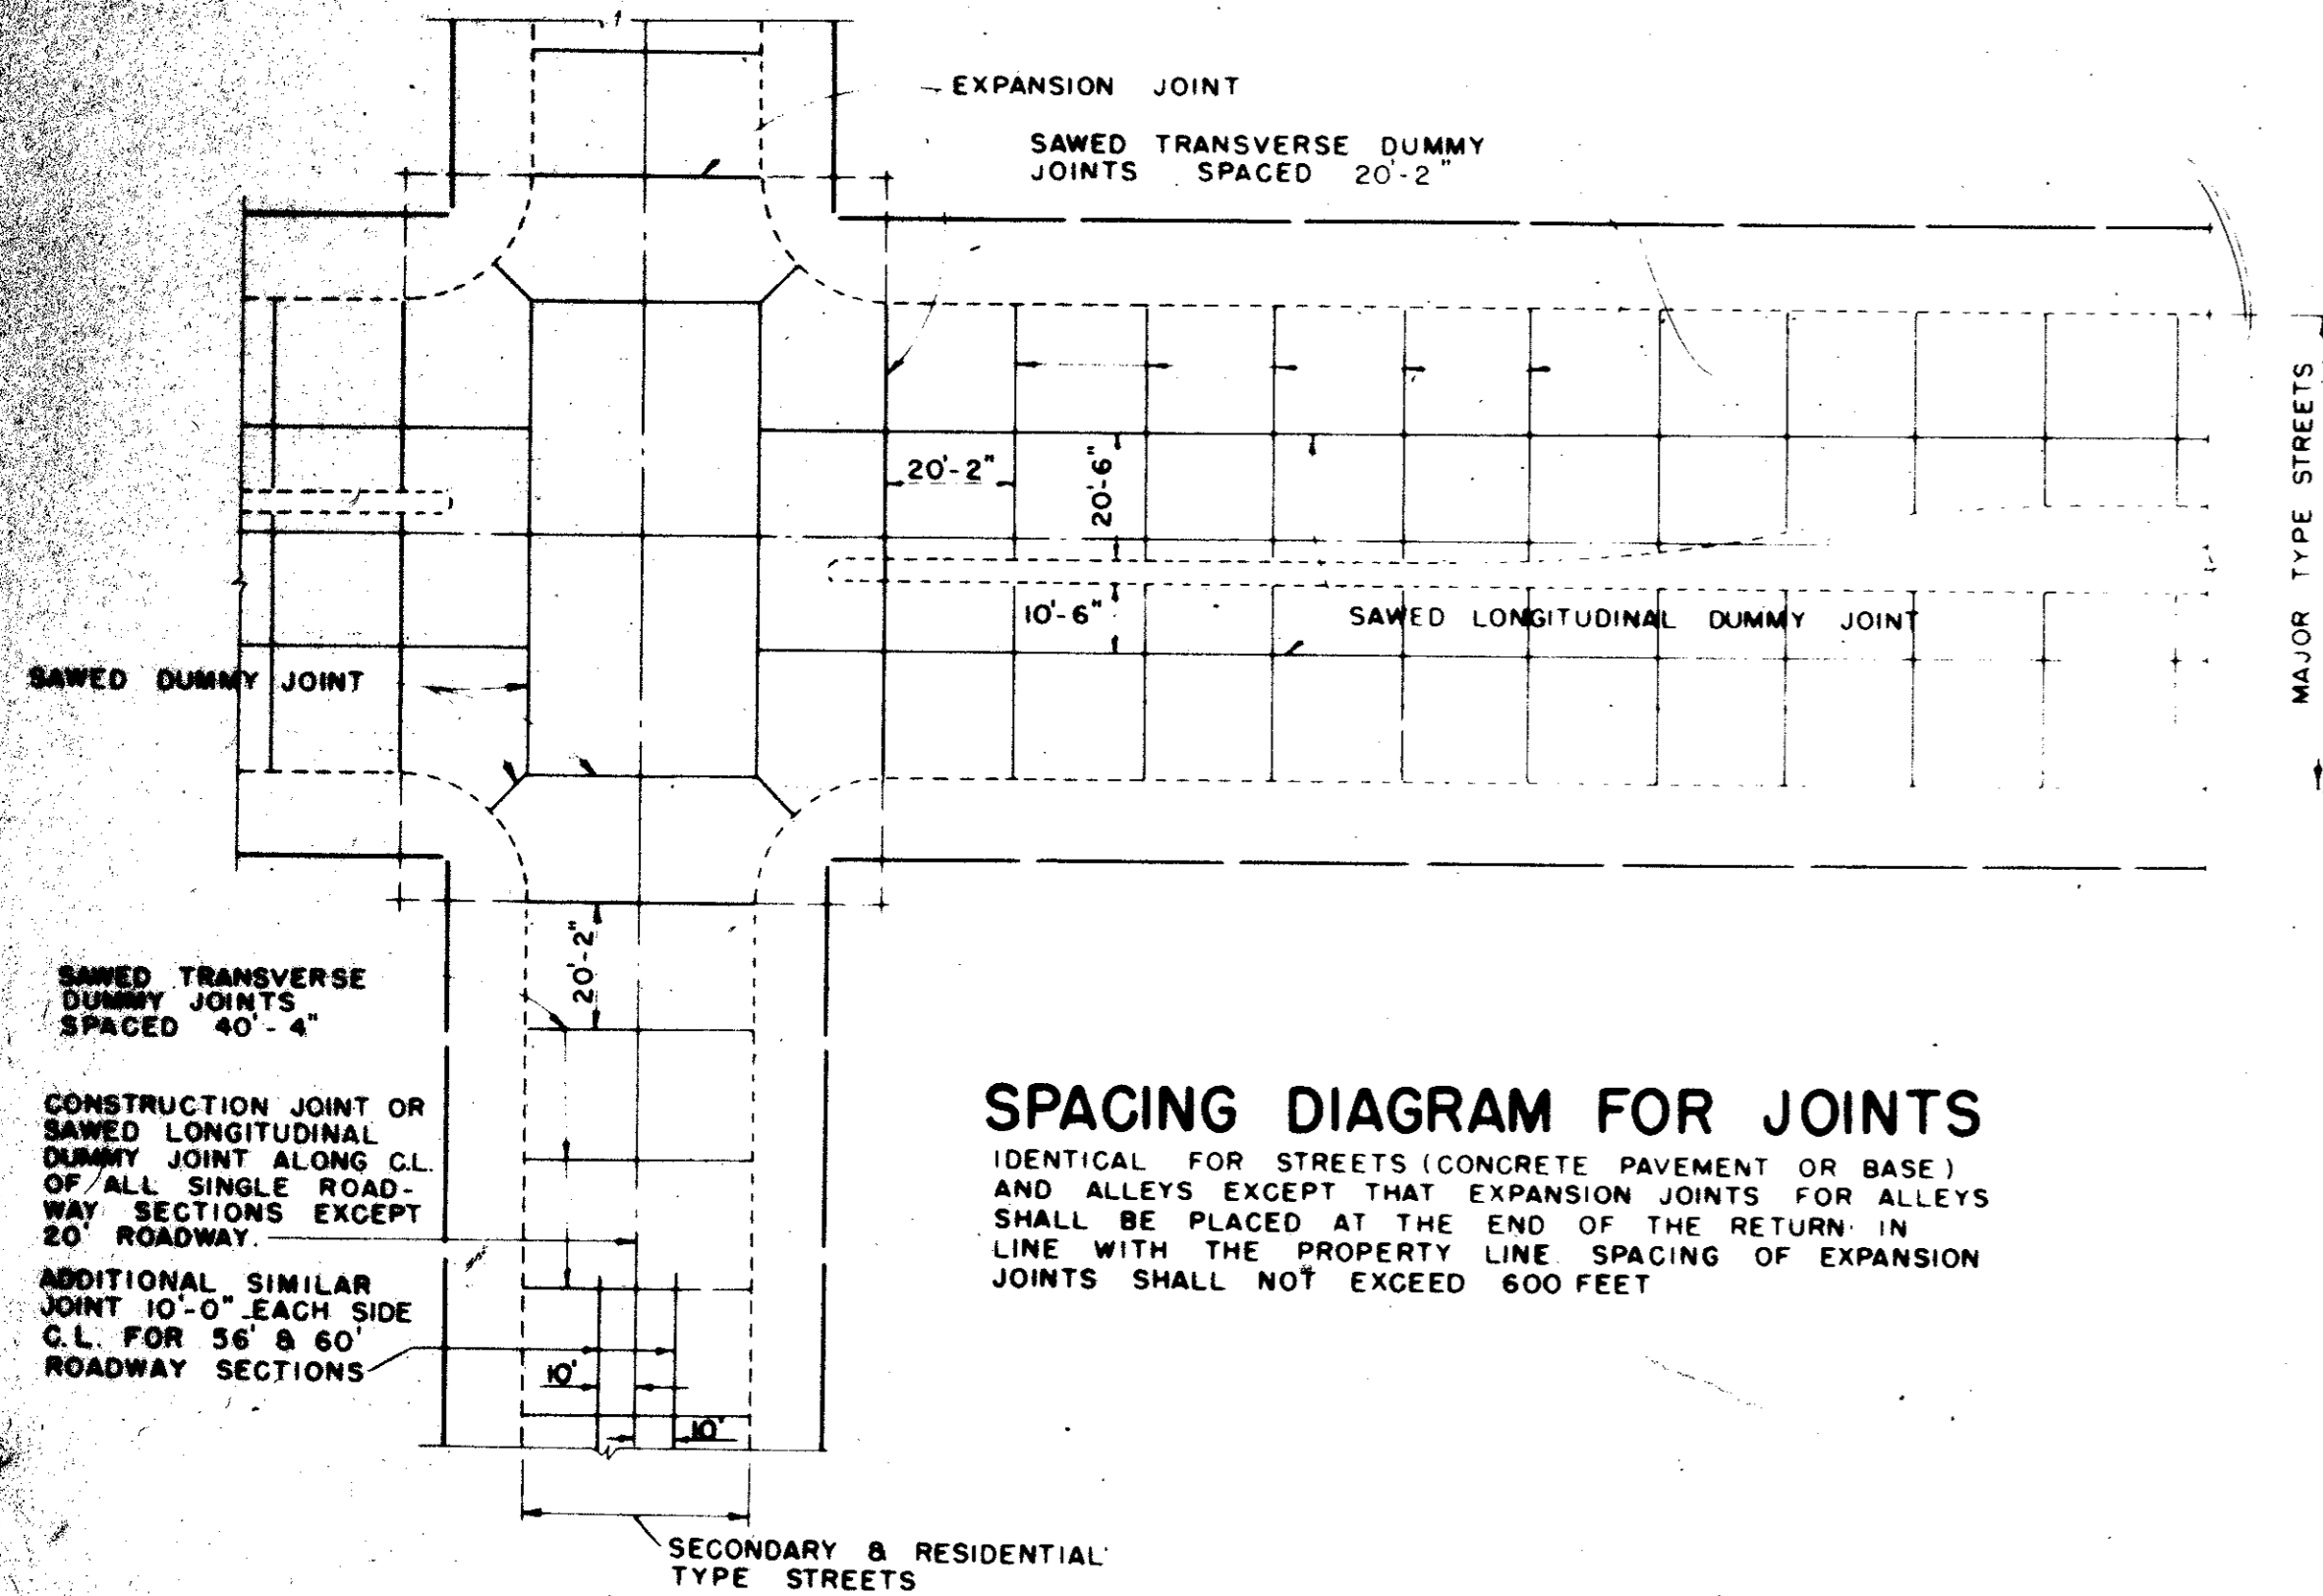 EXPANSION JOINT
SAWED TRANSVERSE DUMMY
JOINTS SPACED 20'-2"
MAJOR TYPE STREETS
20'-2"
20'-6"
10'-6"
SAWED LONGITUDINAL DUMMY JOINT
SAWED DUMMY JOINT
20'-2"
SAWED TRANSVERSE
DUMMY JOINTS
SPACED 40'-4"
CONSTRUCTION JOINT OR
SAWED LONGITUDINAL
DUMMY JOINT ALONG C.L.
OF ALL SINGLE ROAD-
WAY SECTIONS EXCEPT
20' ROADWAY.
ADDITIONAL SIMILAR
JOINT 10'-0" EACH SIDE
C.L. FOR 56' & 60'
ROADWAY SECTIONS
10'
10'
SPACING DIAGRAM FOR JOINTS
IDENTICAL FOR STREETS (CONCRETE PAVEMENT OR BASE)
AND ALLEYS EXCEPT THAT EXPANSION JOINTS FOR ALLEYS
SHALL BE PLACED AT THE END OF THE RETURN IN
LINE WITH THE PROPERTY LINE. SPACING OF EXPANSION
JOINTS SHALL NOT EXCEED 600 FEET
SECONDARY & RESIDENTIAL
TYPE STREETS